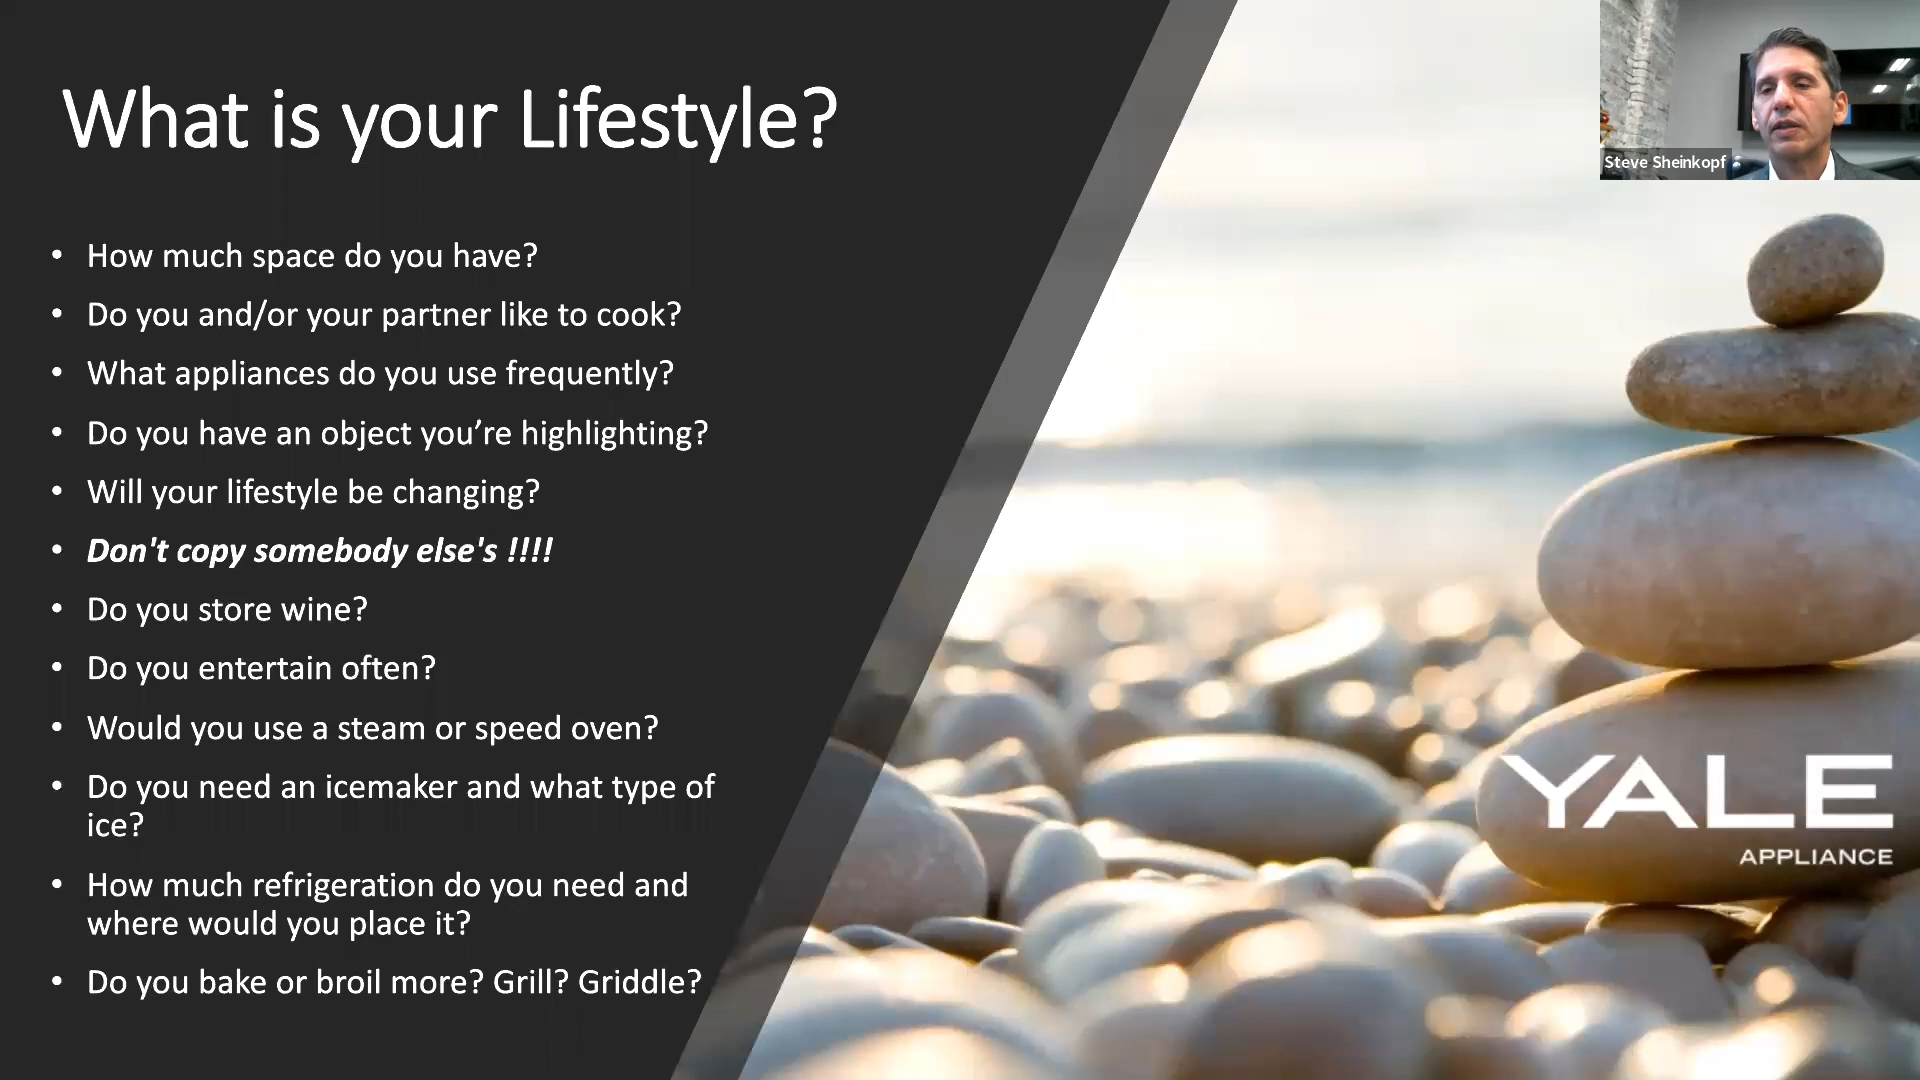 What is your Lifestyle?
• How much space do you have?
• Do you and/or your partner like to cook?
• What appliances do you use frequently?
• Do you have an object you’re highlighting?
• Will your lifestyle be changing?
• Don't copy somebody else's !!!!
• Do you store wine?
• Do you entertain often?
• Would you use a steam or speed oven?
• Do you need an icemaker and what type of
ice?
• How much refrigeration do you need and
where would you place it?
• Do you bake or broil more? Grill? Griddle?
Steve Sheinkopf
YALE
APPLIANCE